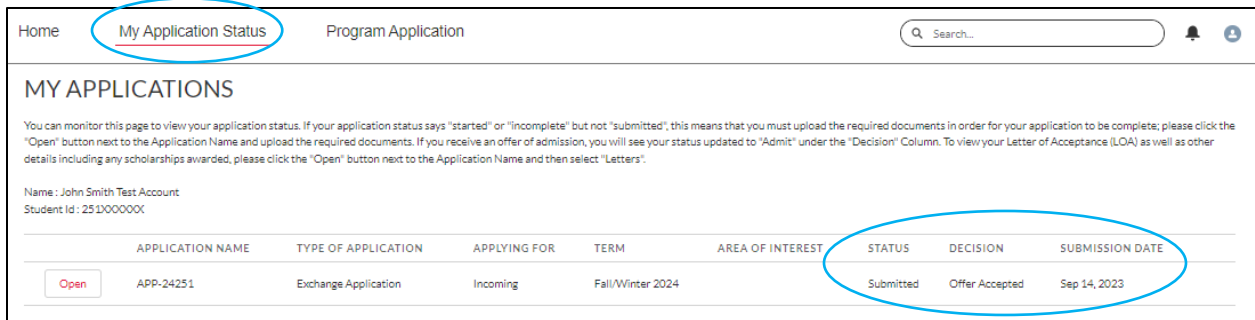 Home My Application Status Program Application Search...
MY APPLICATIONS
You can monitor this page to view your application status. If your application status says "started" or "incomplete" but not "submitted", this means that you must upload the required documents in order for your application to be complete; please click the
"Open" button next to the Application Name and upload the required documents. If you receive an offer of admission, you will see your status updated to "Admit" under the "Decision" Column. To view your Letter of Acceptance (LOA) as well as other
details including any scholarships awarded, please click the "Open" button next to the Application Name and then select "Letters".
Name : John Smith Test Account
Student Id : 251XXXXXX
APPLICATION NAME TYPE OF APPLICATION APPLYING FOR TERM AREA OF INTEREST STATUS DECISION SUBMISSION DATE
Open APP-24251 Exchange Application Incoming Fall/Winter 2024 Submitted Offer Accepted Sep 14, 2023